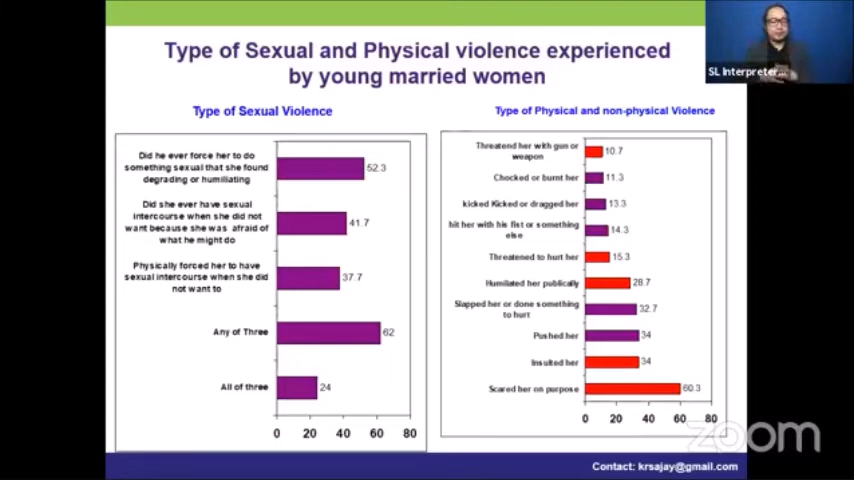 Type of Sexual and Physical violence experienced
by young married women
SL Interpreter...
Type of Sexual Violence
Did he ever force her to do
something sexual that she found
degrading or humiliating
52.3
Did she ever have sexual
intercourse when she did not
want because she was afraid of
what he might do
41.7
Physically forced her to have
sexual intercourse when she did
not want to
37.7
Any of Three
62
All of three
24
0 20 40 60 80
Type of Physical and non-physical Violence
Threatend her with gun or
weapon
10.7
Chocked or burnt her
11.3
kicked Kicked or dragged her
13.3
hit her with his fist or something
else
14.3
Threatened to hurt her
15.3
Humilated her publically
28.7
Slapped her or done something
to hurt
32.7
Pushed her
34
Insulted her
34
Scared her on purpose
60.3
0 20 40 60 80
zoom
Contact: krsajay@gmail.com